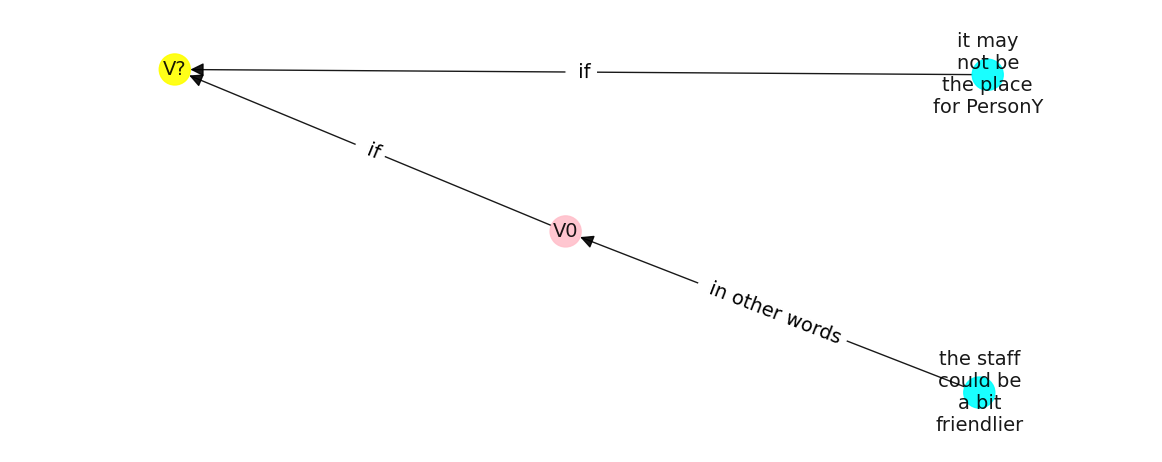 it may
not be
the place
for PersonY
V?
if
if
V0
in other words
the staff
could be
a bit
friendlier